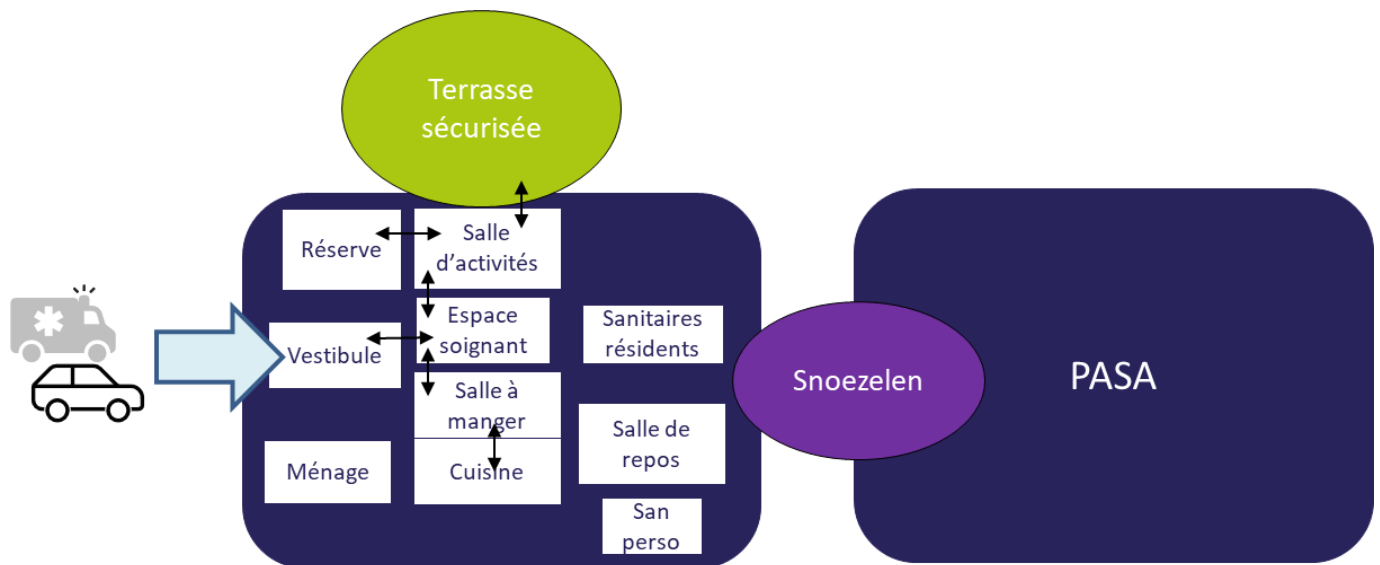 Terrasse
sécurisée
Réserve
Salle
d’activités
Vestibule
Espace
soignant
Sanitaires
résidents
Salle à
manger
Ménage
Cuisine
Salle de
repos
San
perso
Snoezelen
PASA